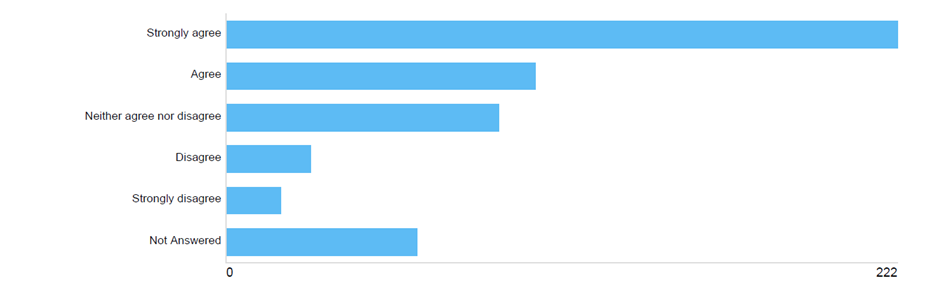 Strongly agree
Agree
Neither agree nor disagree
Disagree
Strongly disagree
Not Answered
0 222